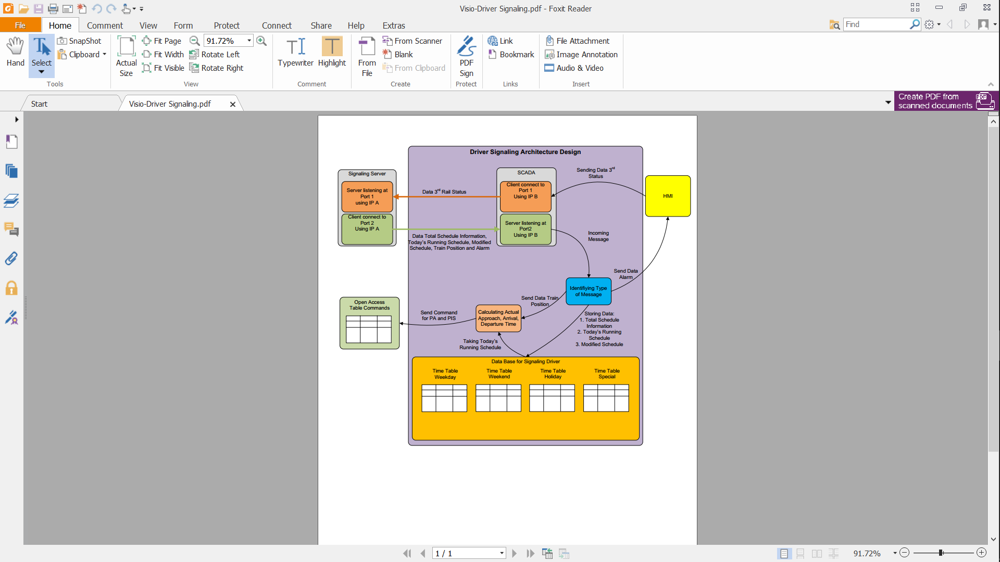 Visio-Driver Signaling.pdf - Foxit Reader
File
Home
Comment
View
Form
Protect
Connect
Share
Help
Extras
Find
Hand
Select
SnapShot
Clipboard
Tools
Actual
Size
Fit Page
Fit Width
Fit Visible
91.72%
Rotate Left
Rotate Right
View
Typewriter
Highlight
Comment
From
File
From Scanner
Blank
From Clipboard
Create
PDF
Sign
Protect
Link
Bookmark
Links
File Attachment
Image Annotation
Audio & Video
Insert
Start
Visio-Driver Signaling.pdf
Create PDF from
scanned documents
PDF
Driver Signaling Architecture Design
Signaling Server
Server listening at
Port 1
using IP A
Client connect to
Port 2
Using IP A
Data 3rd Rail Status
Data Total Schedule Information,
Today's Running Schedule, Modified
Schedule, Train Position and Alarm
SCADA
Client connect to
Port 1
Using IP B
Server listening at
Port2
Using IP B
Sending Data 3rd
Status
HMI
Incoming
Message
Send Data
Alarm
Identifiying Type
of Message
Send Data Train
Position
Calculating Actual
Approach, Arrival,
Departure Time
Send Command
for PA and PIS
Open Access
Table Commands
Storing Data:
1. Total Schedule
Information
2. Today's Running
Schedule
3. Modified Schedule
Taking Today's
Running Schedule
Data Base for Signaling Driver
Time Table
Weekday
Time Table
Weekend
Time Table
Holiday
Time Table
Special
1 / 1
91.72%